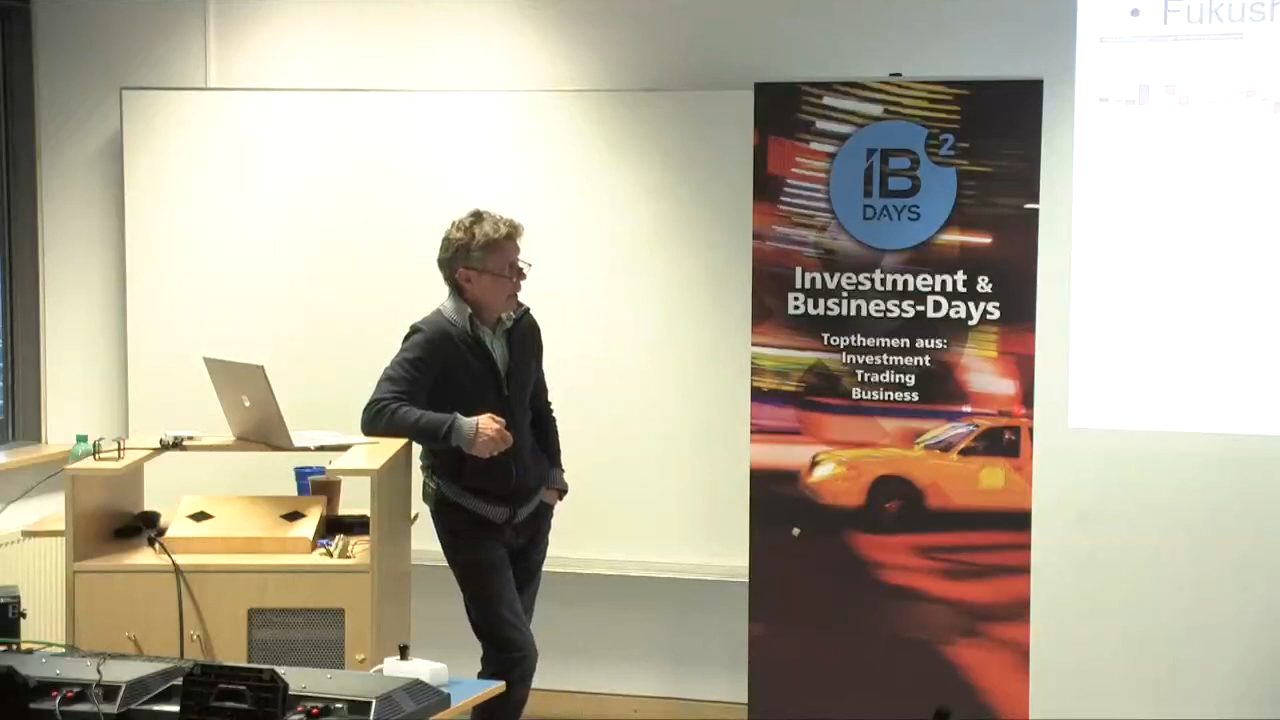 • Fukush
IB
2
DAYS
Investment &
Business-Days
Topthemen aus:
Investment
Trading
Business